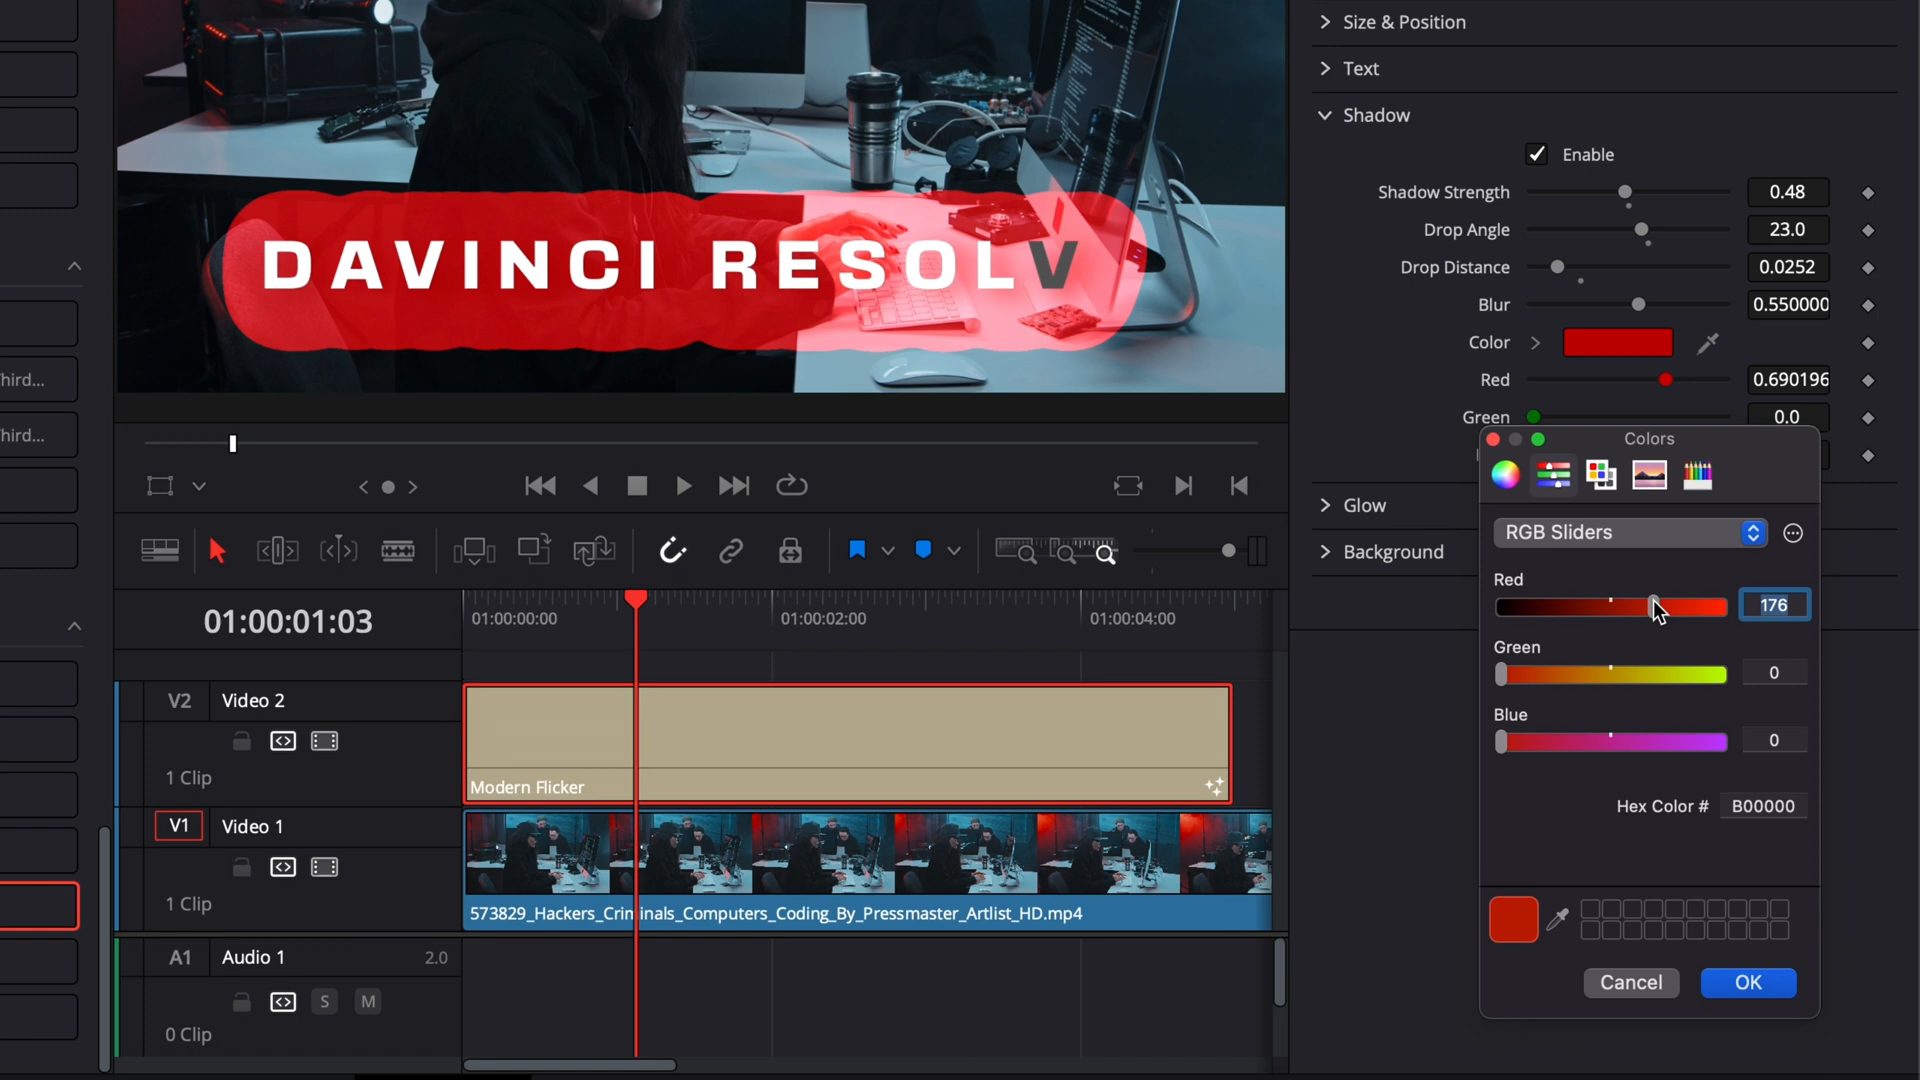 DAVINCI RESOLV
Size & Position
Text
Shadow
Enable
Shadow Strength 0.48
Drop Angle 23.0
Drop Distance 0.0252
Blur 0.550000
Color
Red 0.690196
Green 0.0
Glow
Background
Colors
RGB Sliders
Red
176
Green
0
Blue
0
Hex Color # B00000
Cancel OK
hird...
hird...
01:00:01:03
01:00:00:00 01:00:02:00 01:00:04:00
V2 Video 2
1 Clip
Modern Flicker
V1 Video 1
1 Clip
573829_Hackers_Criminals_Computers_Coding_By_Pressmaster_Artlist_HD.mp4
A1 Audio 1 2.0
S M
0 Clip